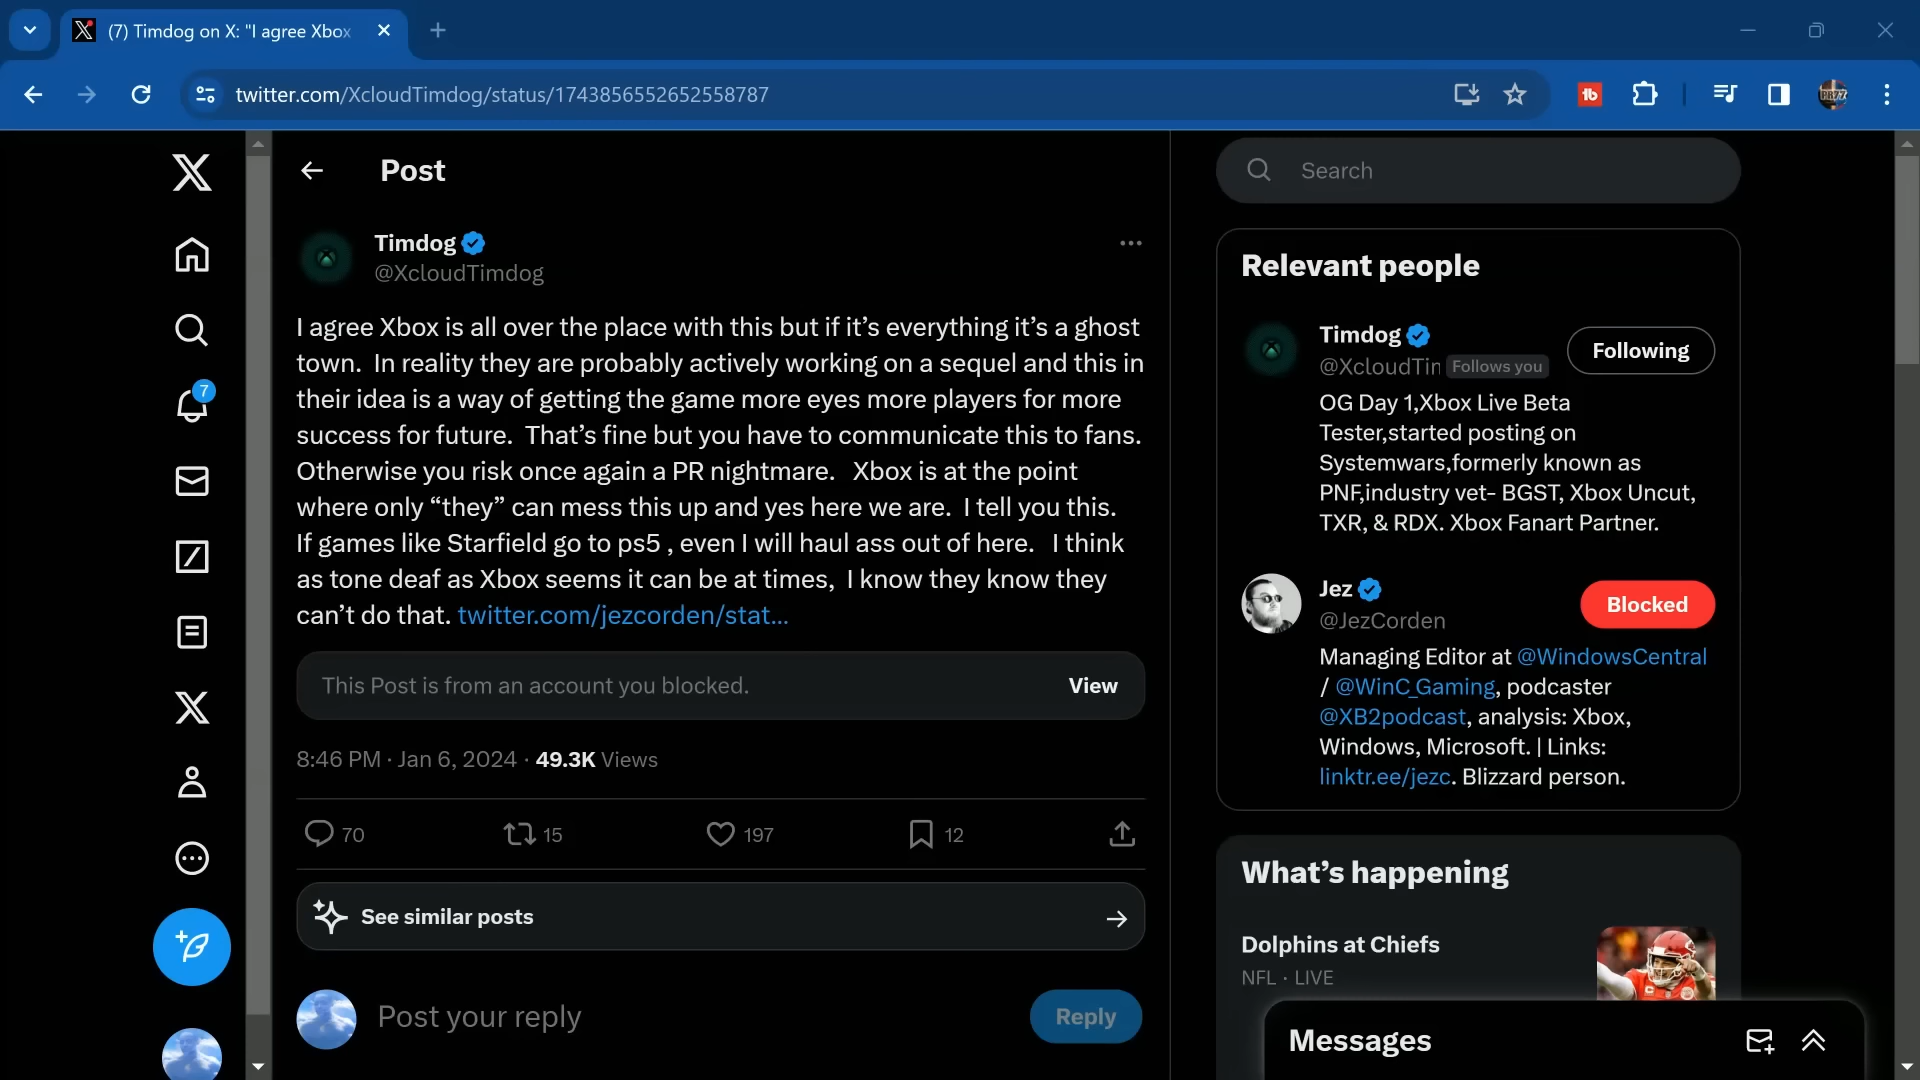 (7) Timdog on X: "I agree Xbox
twitter.com/XcloudTimdog/status/1743856552652558787
Post
Search
Timdog
@XcloudTimdog
I agree Xbox is all over the place with this but if it’s everything it’s a ghost
town.  In reality they are probably actively working on a sequel and this in
their idea is a way of getting the game more eyes more players for more
success for future.  That’s fine but you have to communicate this to fans.
Otherwise you risk once again a PR nightmare.   Xbox is at the point
where only “they” can mess this up and yes here we are.  I tell you this.
If games like Starfield go to ps5 , even I will haul ass out of here.   I think
as tone deaf as Xbox seems it can be at times,  I know they know they
can’t do that. twitter.com/jezcorden/stat…
This Post is from an account you blocked.
View
8:46 PM · Jan 6, 2024 · 49.3K Views
70
15
197
12
See similar posts
Post your reply
Reply
7
Relevant people
Timdog
@XcloudTim Follows you
Following
OG Day 1,Xbox Live Beta
Tester,started posting on
Systemwars,formerly known as
PNF,industry vet- BGST, Xbox Uncut,
TXR, & RDX. Xbox Fanart Partner.
Jez
@JezCorden
Blocked
Managing Editor at @WindowsCentral
/ @WinC_Gaming, podcaster
@XB2podcast, analysis: Xbox,
Windows, Microsoft. | Links:
linktr.ee/jezc. Blizzard person.
What’s happening
Dolphins at Chiefs
NFL · LIVE
Messages